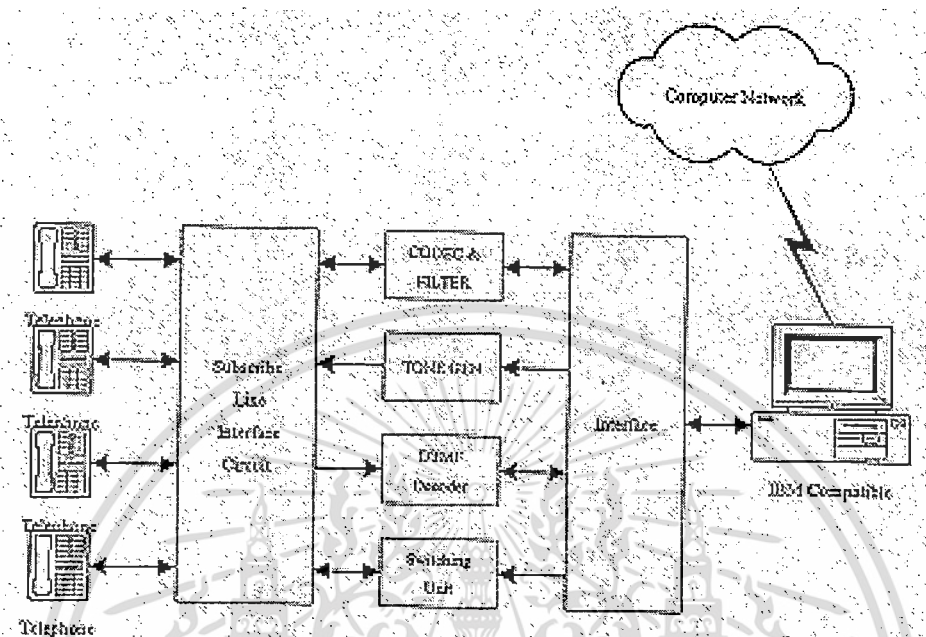 Computer Network
CODEC &
FILTER
Telephone
TONE GEN
Subscribe
Line
Interface
Circuit
Telephone
Interface
DTMF
Decoder
IBM Compatible
Telephone
Switching
Unit
Telephone